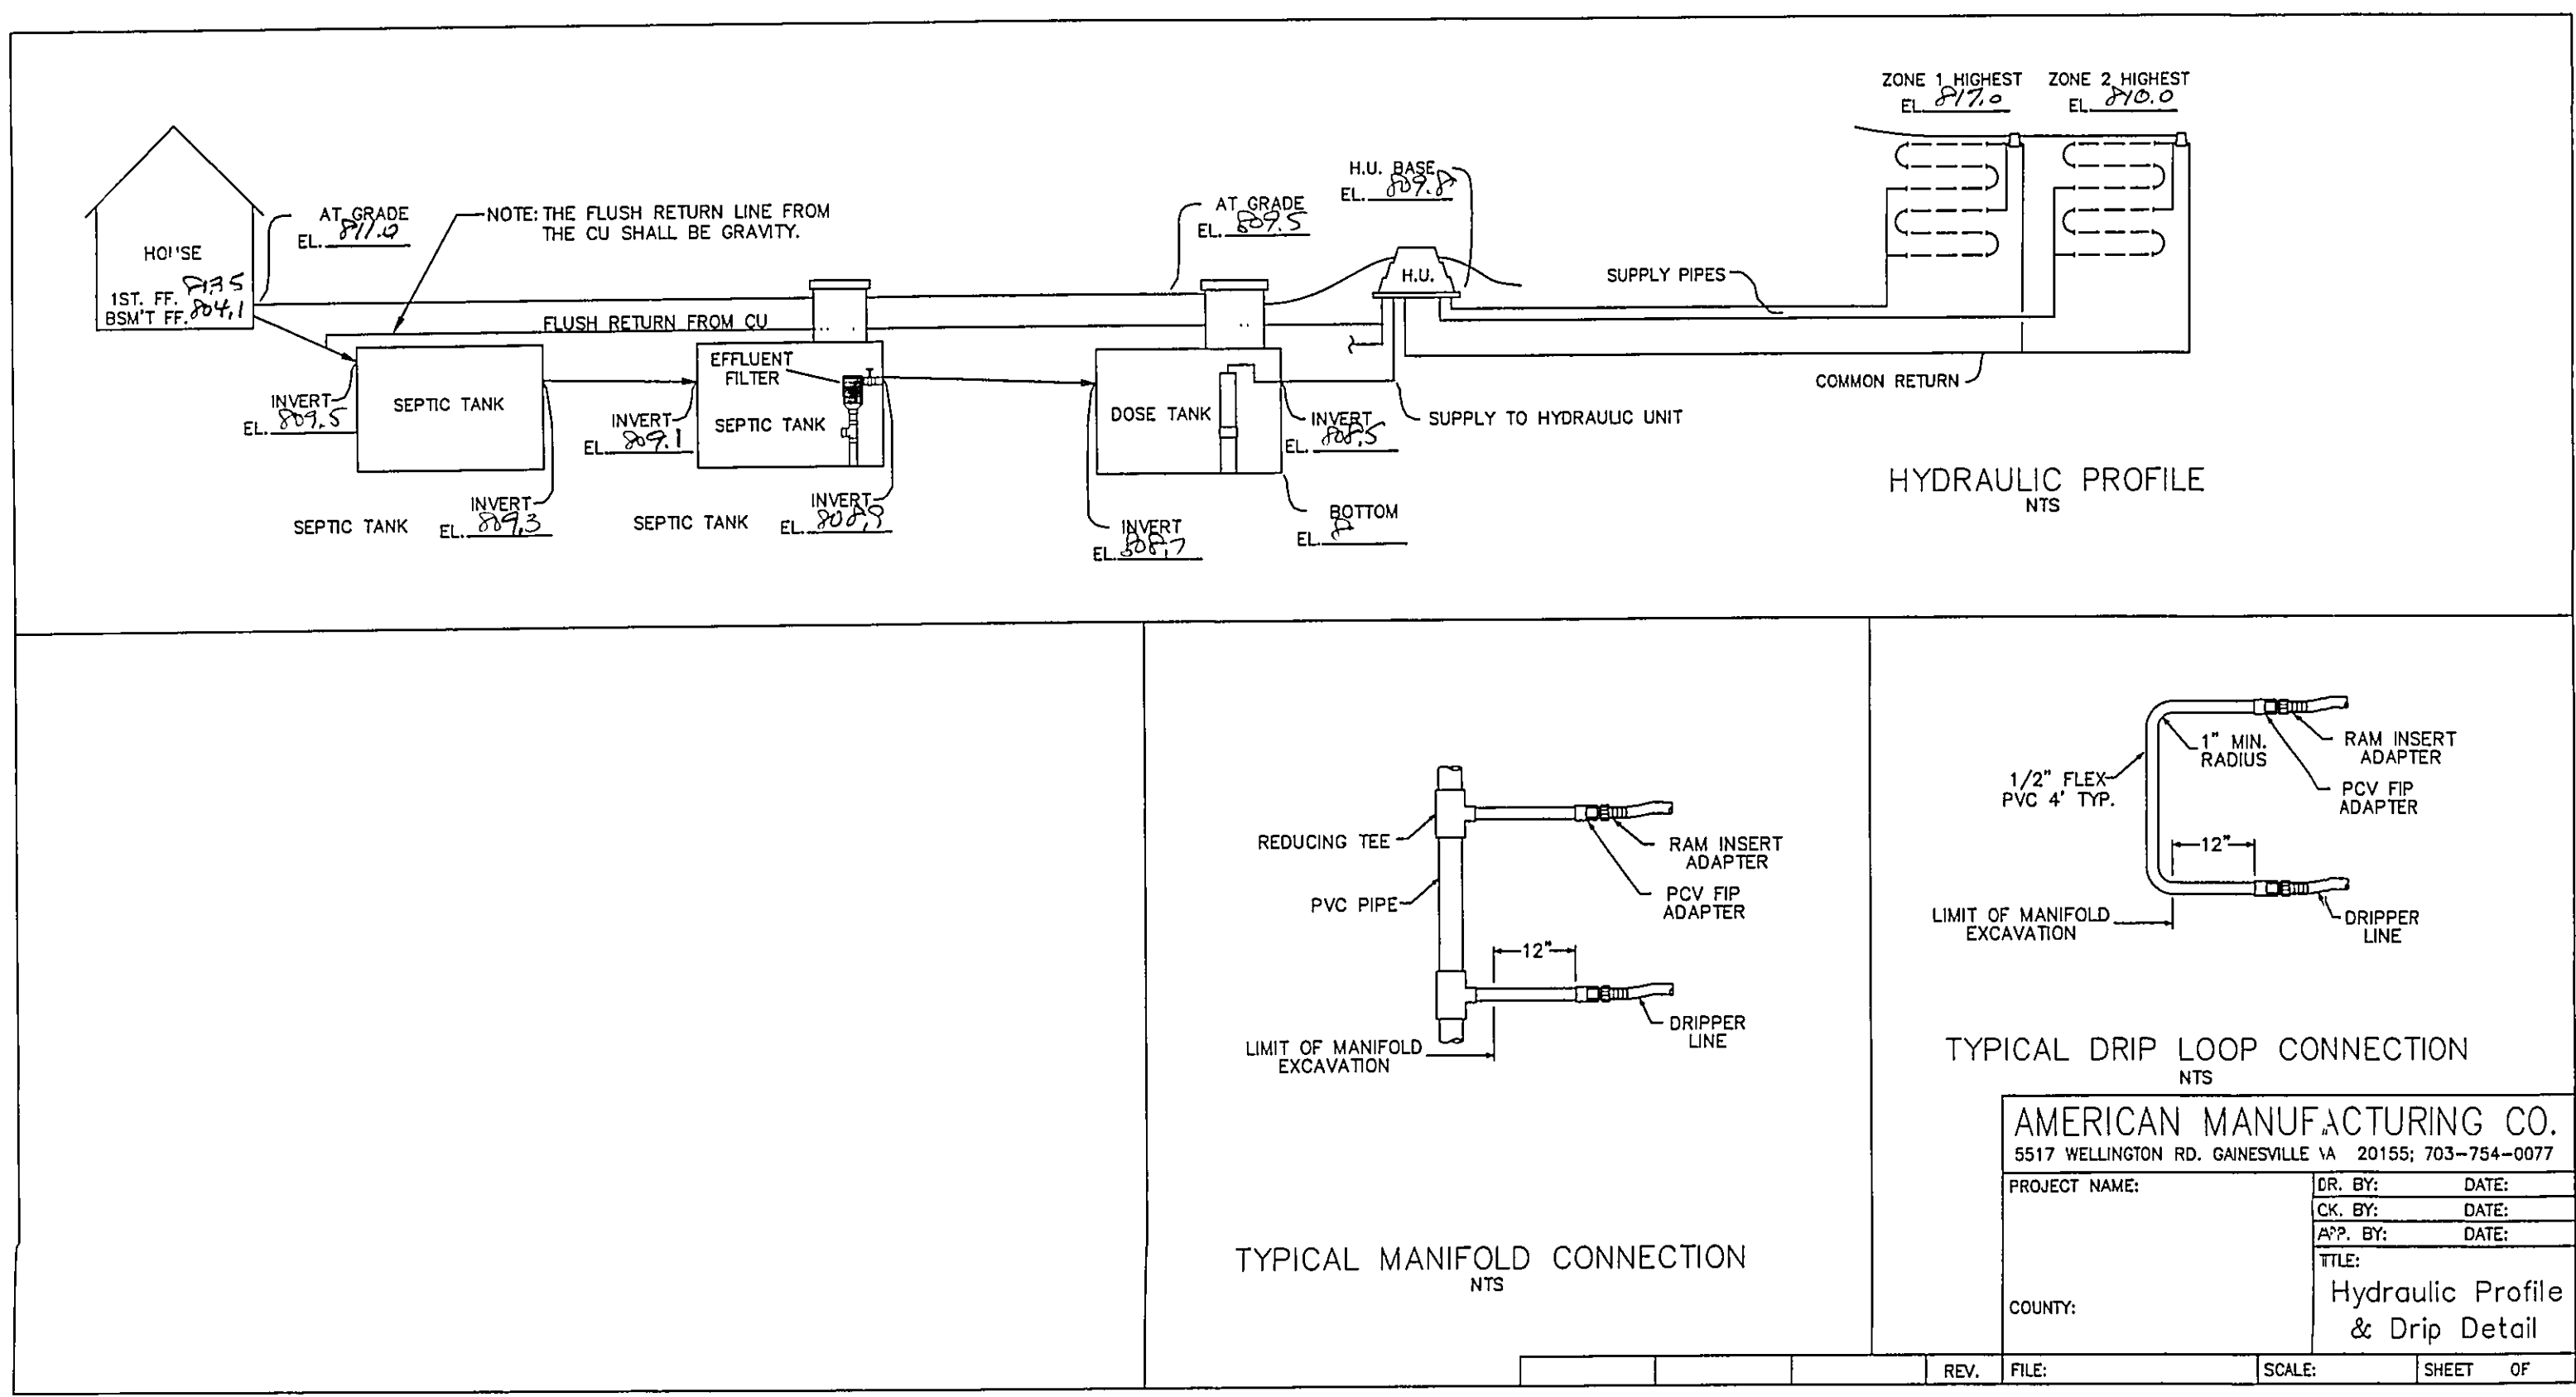 ZONE 1 HIGHEST
EL. 817.0
ZONE 2 HIGHEST
EL. 810.0
H.U. BASE
EL. 809.8
AT GRADE
EL. 811.0
NOTE: THE FLUSH RETURN LINE FROM
THE CU SHALL BE GRAVITY.
AT GRADE
EL. 809.5
HOUSE
1ST. FF. 813.5
BSM'T FF. 804.1
H.U.
SUPPLY PIPES
FLUSH RETURN FROM CU
EFFLUENT
FILTER
COMMON RETURN
INVERT
EL. 809.5
SEPTIC TANK
INVERT
EL. 809.1
SEPTIC TANK
DOSE TANK
INVERT
EL. 808.5
SUPPLY TO HYDRAULIC UNIT
SEPTIC TANK
INVERT
EL. 809.3
SEPTIC TANK
INVERT
EL. 808.9
INVERT
EL. 808.7
BOTTOM
EL. 8
HYDRAULIC PROFILE
NTS
REDUCING TEE
PVC PIPE
RAM INSERT
ADAPTER
PCV FIP
ADAPTER
12"
DRIPPER
LINE
LIMIT OF MANIFOLD
EXCAVATION
TYPICAL MANIFOLD CONNECTION
NTS
1" MIN.
RADIUS
RAM INSERT
ADAPTER
1/2" FLEX
PVC 4' TYP.
PCV FIP
ADAPTER
12"
LIMIT OF MANIFOLD
EXCAVATION
DRIPPER
LINE
TYPICAL DRIP LOOP CONNECTION
NTS
AMERICAN MANUFACTURING CO.
5517 WELLINGTON RD. GAINESVILLE VA 20155; 703-754-0077
PROJECT NAME:
DR. BY: DATE:
CK. BY: DATE:
APP. BY: DATE:
TITLE:
Hydraulic Profile
& Drip Detail
COUNTY:
REV. FILE: SCALE: SHEET OF